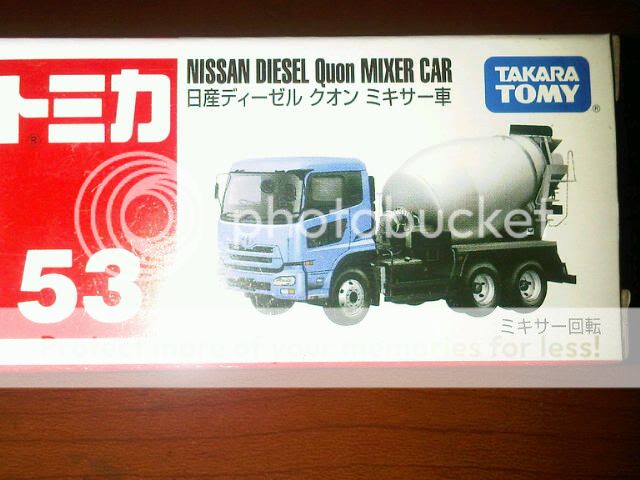 トミカ
NISSAN DIESEL Quon MIXER CAR
日産ディーゼル クオン ミキサー車
TAKARA
TOMY
photobucket
53
ミキサー回転
Protect more of your memories for less!